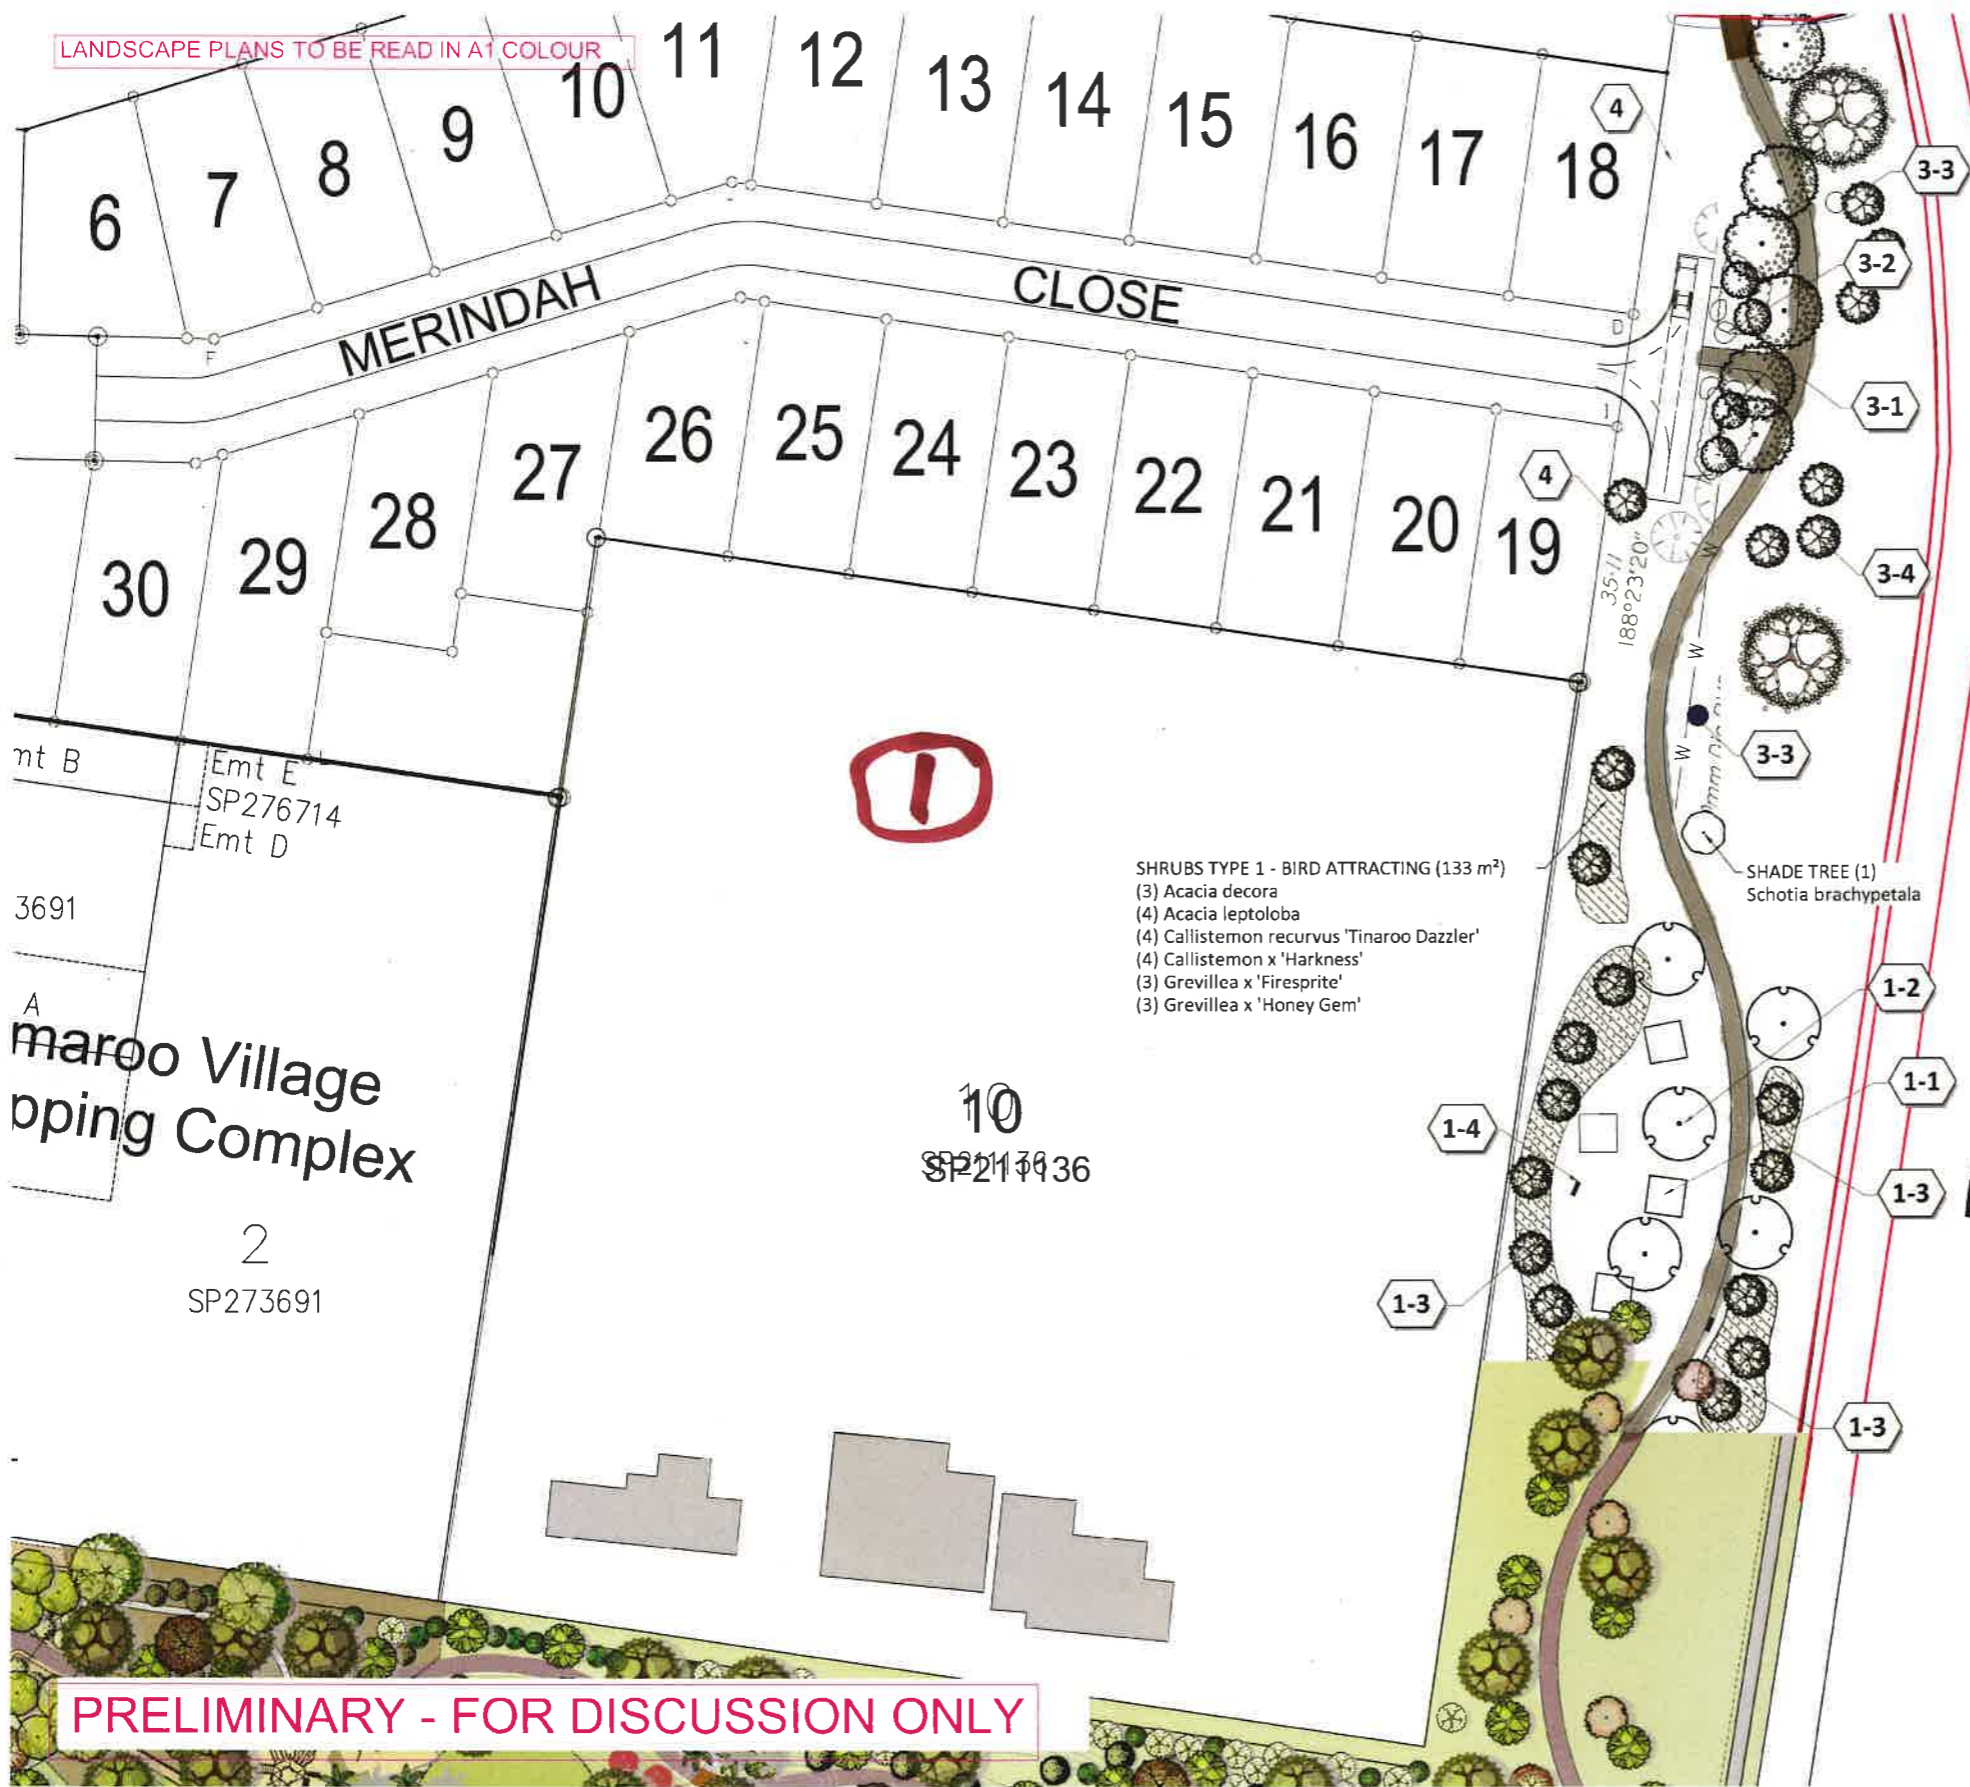 LANDSCAPE PLANS TO BE READ IN A1 COLOUR
6
7
8
9
10
11
12
13
14
15
16
17
18
4
3-3
3-2
3-1
4
3-4
3-3
MERINDAH CLOSE
F
D
I
30
29
28
27
26
25
24
23
22
21
20
19
35·11
188°23'20"
W
W
W
Emt E
SP276714
Emt D
mt B
L
3691
A
maroo Village
pping Complex
2
SP273691
1
SHRUBS TYPE 1 - BIRD ATTRACTING (133 m²)
(3) Acacia decora
(4) Acacia leptoloba
(4) Callistemon recurvus 'Tinaroo Dazzler'
(4) Callistemon x 'Harkness'
(3) Grevillea x 'Firesprite'
(3) Grevillea x 'Honey Gem'
SHADE TREE (1)
Schotia brachypetala
10
SP211136
1-2
1-1
1-4
1-3
1-3
1-3
PRELIMINARY - FOR DISCUSSION ONLY